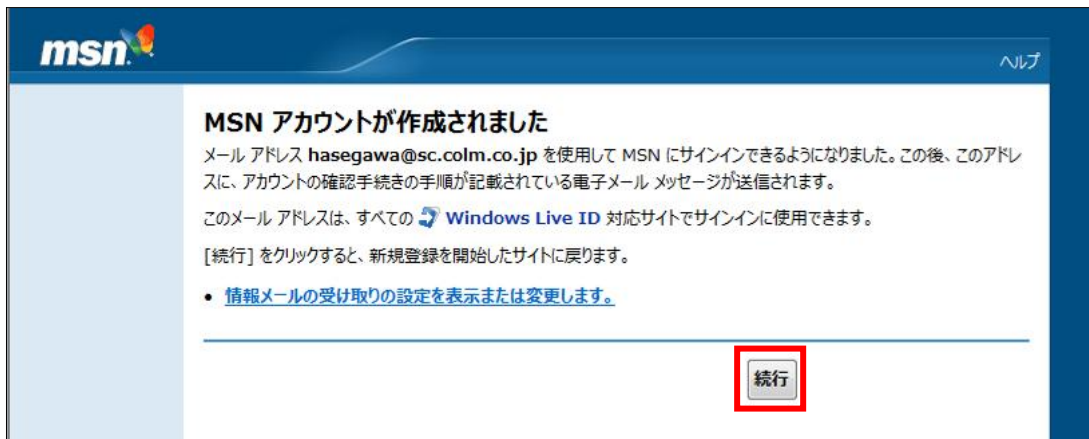 msn
ヘルプ
MSN アカウントが作成されました
メール アドレス hasegawa@sc.colm.co.jp を使用して MSN にサインインできるようになりました。この後、このアドレ
スに、アカウントの確認手続きの手順が記載されている電子メール メッセージが送信されます。
このメール アドレスは、すべての Windows Live ID 対応サイトでサインインに使用できます。
[続行] をクリックすると、新規登録を開始したサイトに戻ります。
• 情報メールの受け取りの設定を表示または変更します。
続行